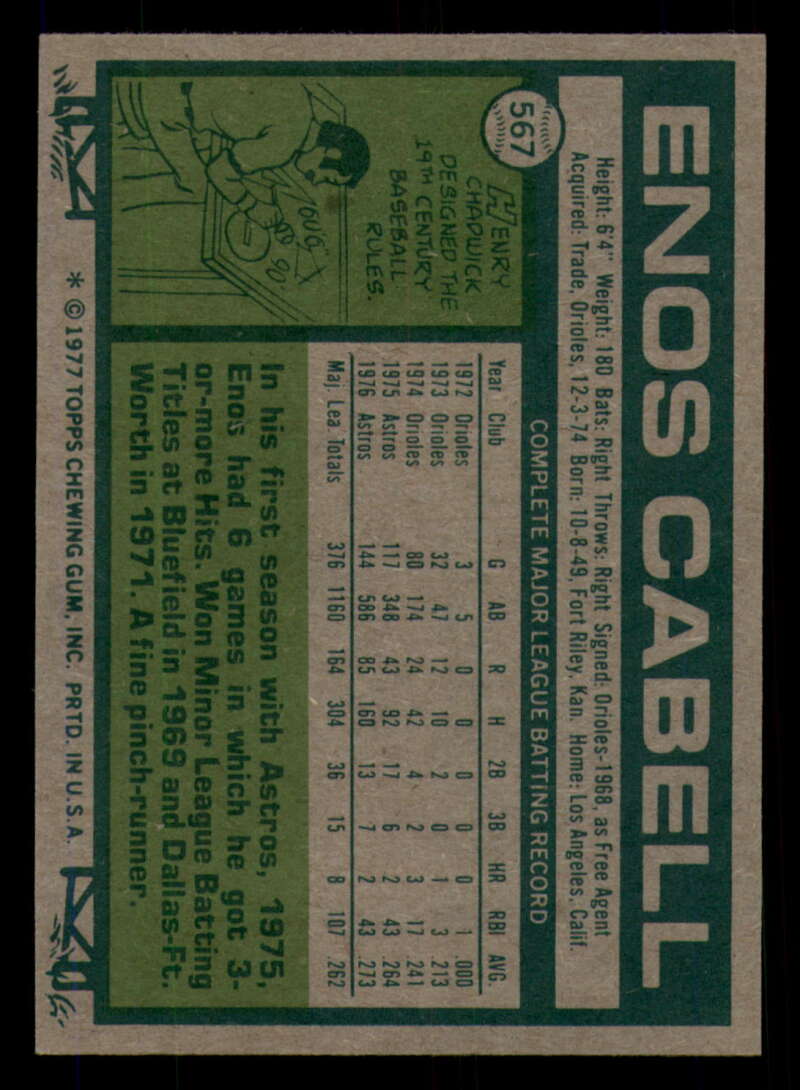 567
ENOS CABELL
Height: 6'4" Weight: 180 Bats: Right Throws: Right Signed: Orioles-1968, as Free Agent
Acquired: Trade, Orioles, 12-3-74 Born: 10-8-49, Fort Riley, Kan. Home: Los Angeles, Calif.
HENRY
CHADWICK
DESIGNED THE
19TH CENTURY
BASEBALL
RULES.
COMPLETE MAJOR LEAGUE BATTING RECORD
Year Club G AB R H 2B 3B HR RBI AVG.
1972 Orioles 3 5 0 0 0 0 0 1 .000
1973 Orioles 32 47 12 10 2 0 1 3 .213
1974 Orioles 80 174 24 42 4 2 3 17 .241
1975 Astros 117 348 43 92 17 6 2 43 .264
1976 Astros 144 586 85 160 13 7 2 43 .273
Maj. Lea. Totals 376 1160 164 304 36 15 8 107 .262
In his first season with Astros, 1975,
Enos had 6 games in which he got 3-
or-more Hits. Won Minor League Batting
Titles at Bluefield in 1969 and Dallas-Ft.
Worth in 1971. A fine pinch-runner.
* © 1977 TOPPS CHEWING GUM, INC. PRTD. IN U.S.A.